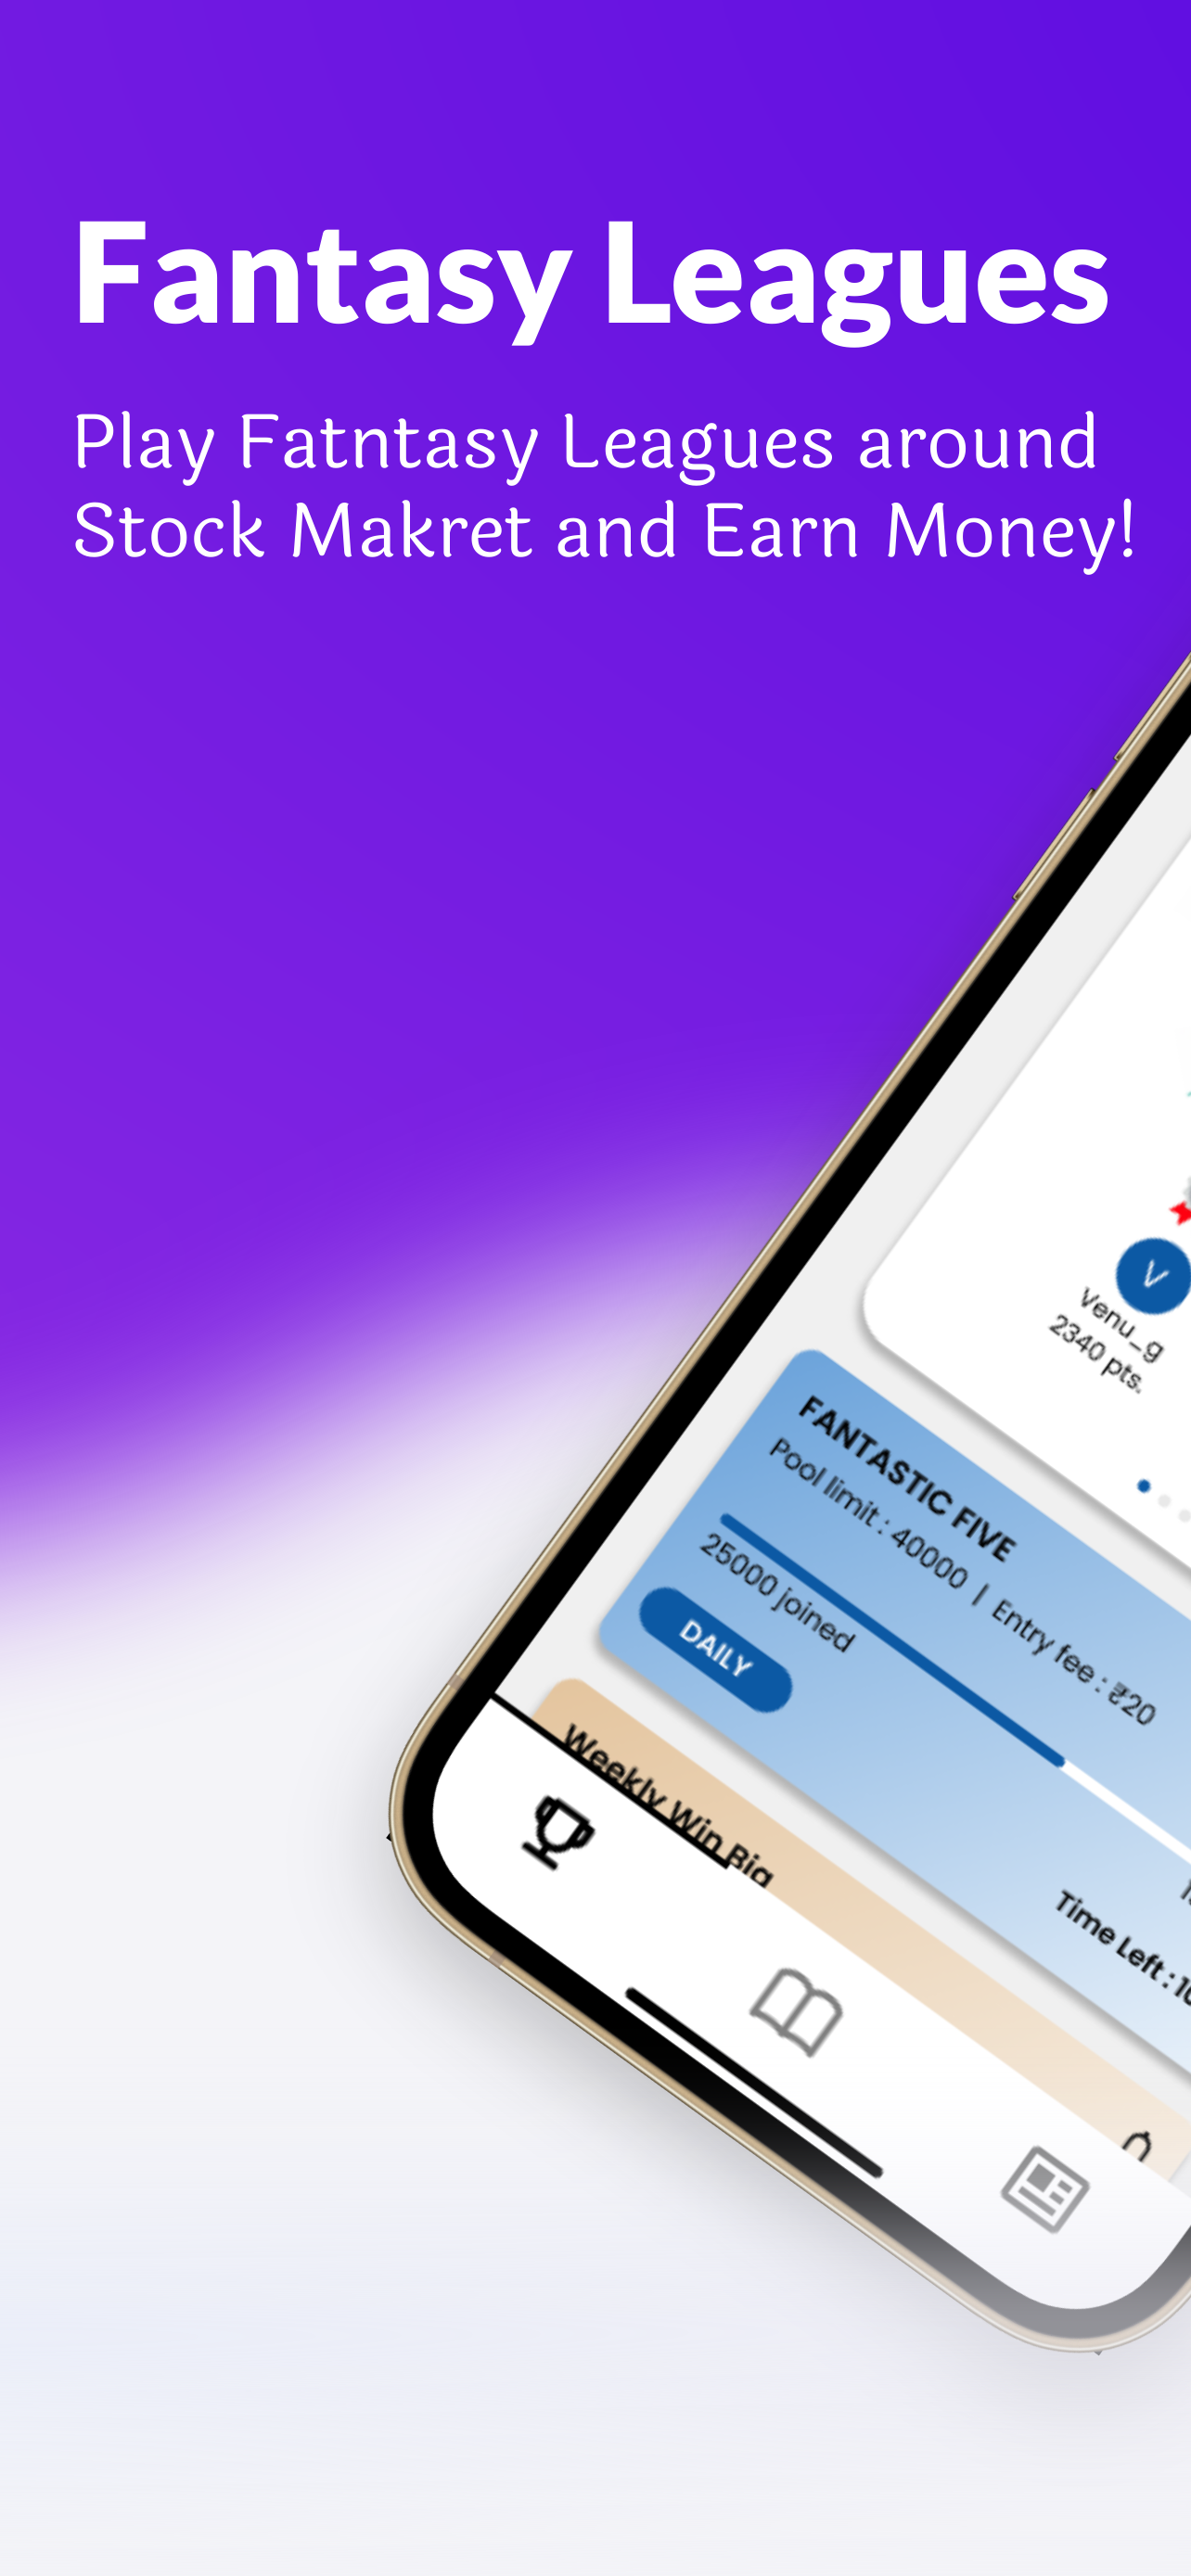 Fantasy Leagues
Play Fatntasy Leagues around
Stock Makret and Earn Money!
V
Venu_g
2340 pts.
FANTASTIC FIVE
Pool limit : 40000 | Entry fee : ₹20
25000 joined
DAILY
Time Left :
Weekly Win Big